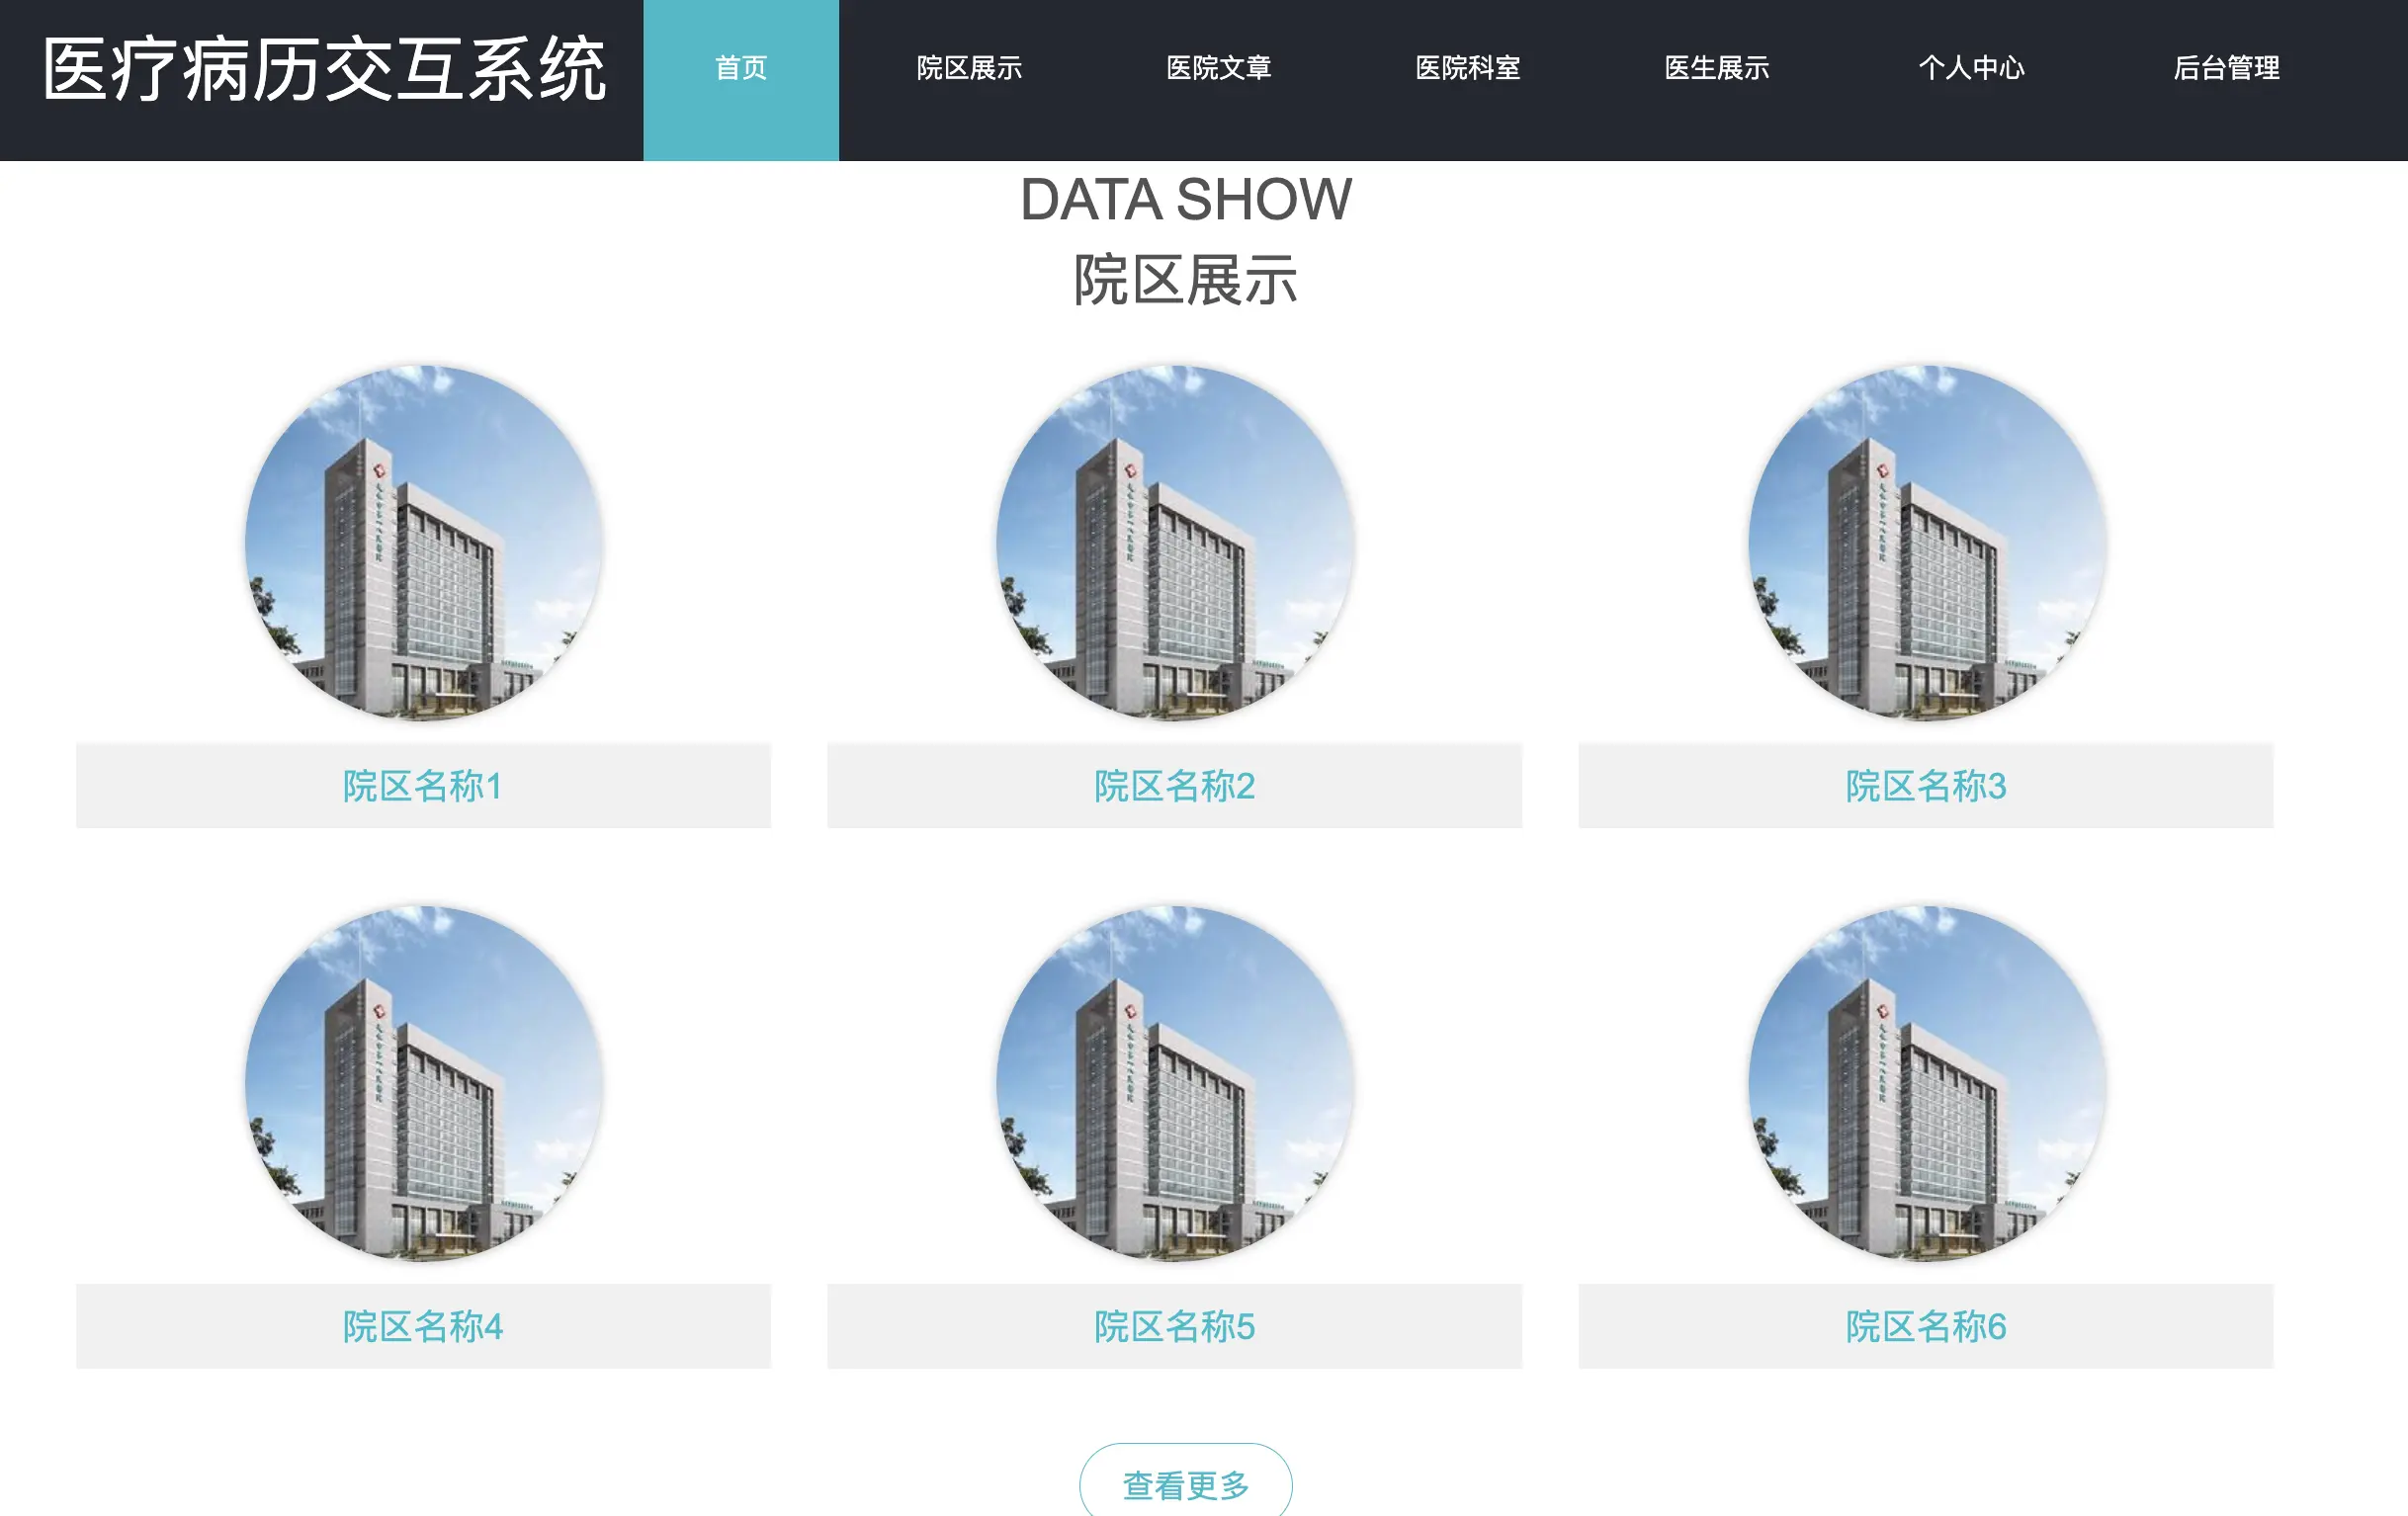 医疗病历交互系统
首页
院区展示
医院文章
医院科室
医生展示
个人中心
后台管理
DATA SHOW
院区展示
院区名称1
院区名称2
院区名称3
院区名称4
院区名称5
院区名称6
查看更多